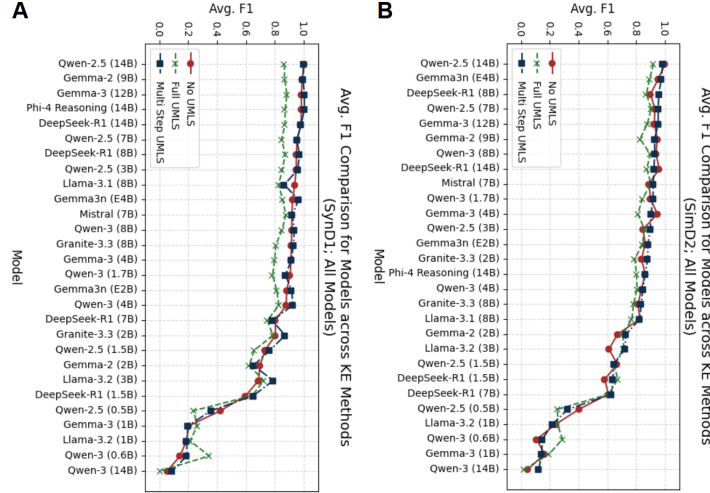 A
Avg. F1
0.0 0.2 0.4 0.6 0.8 1.0
Qwen-2.5 (14B)
Gemma-2 (9B)
Gemma-3 (12B)
Phi-4 Reasoning (14B)
DeepSeek-R1 (14B)
Qwen-2.5 (7B)
DeepSeek-R1 (8B)
Qwen-2.5 (3B)
Llama-3.1 (8B)
Gemma3n (E4B)
Mistral (7B)
Qwen-3 (8B)
Granite-3.3 (8B)
Gemma-3 (4B)
Qwen-3 (1.7B)
Gemma3n (E2B)
Qwen-3 (4B)
DeepSeek-R1 (7B)
Granite-3.3 (2B)
Qwen-2.5 (1.5B)
Gemma-2 (2B)
Llama-3.2 (3B)
DeepSeek-R1 (1.5B)
Qwen-2.5 (0.5B)
Gemma-3 (1B)
Llama-3.2 (1B)
Qwen-3 (0.6B)
Qwen-3 (14B)
Model
No UMLS
Full UMLS
Multi Step UMLS
Avg. F1 Comparison for Models across KE Methods
(SynD1; All Models)
B
Avg. F1
0.0 0.2 0.4 0.6 0.8 1.0
Qwen-2.5 (14B)
Gemma3n (E4B)
DeepSeek-R1 (8B)
Qwen-2.5 (7B)
Gemma-3 (12B)
Gemma-2 (9B)
Qwen-3 (8B)
DeepSeek-R1 (14B)
Mistral (7B)
Qwen-3 (1.7B)
Gemma-3 (4B)
Qwen-2.5 (3B)
Gemma3n (E2B)
Granite-3.3 (2B)
Phi-4 Reasoning (14B)
Qwen-3 (4B)
Granite-3.3 (8B)
Llama-3.1 (8B)
Gemma-2 (2B)
Llama-3.2 (3B)
Qwen-2.5 (1.5B)
DeepSeek-R1 (1.5B)
DeepSeek-R1 (7B)
Qwen-2.5 (0.5B)
Llama-3.2 (1B)
Qwen-3 (0.6B)
Gemma-3 (1B)
Qwen-3 (14B)
Model
No UMLS
Full UMLS
Multi Step UMLS
Avg. F1 Comparison for Models across KE Methods
(SimD2; All Models)